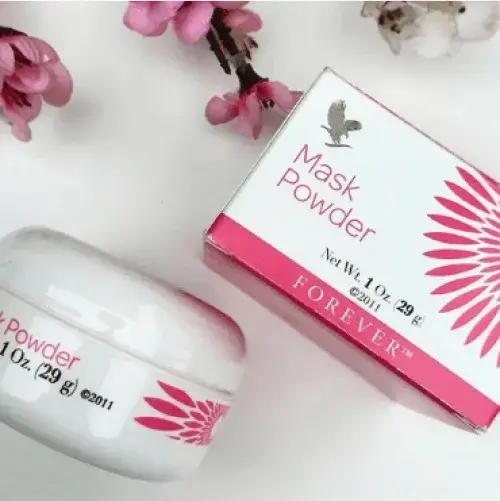 Mask
Powder
Net Wt. 1 Oz. (29 g)
©2011
FOREVER™
Powder
1 Oz. (29 g) ©2011